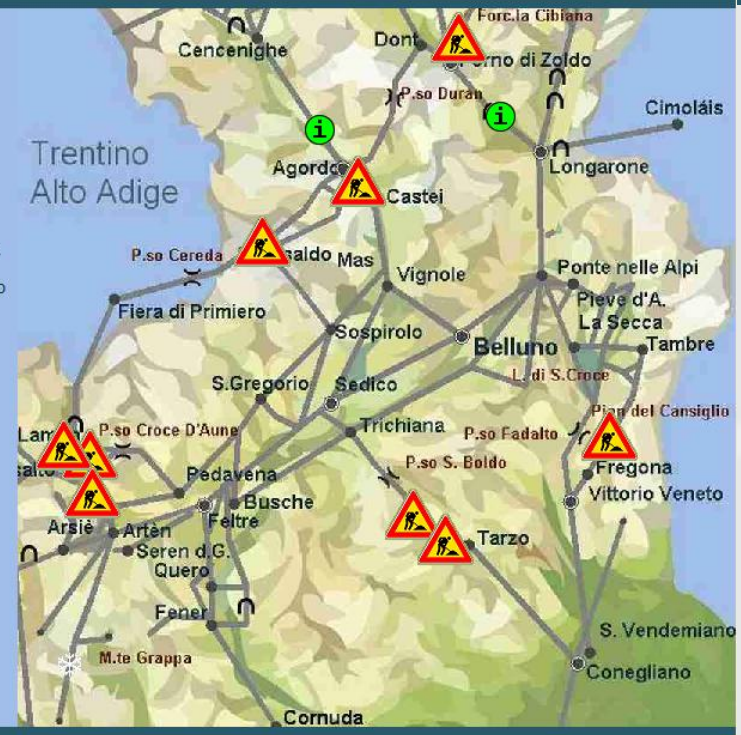 Forc.la Cibiana
Dont
Cencenighe
rno di Zoldo
P.so Duran
Cimoláis
i
i
Trentino
Alto Adige
Agordo
Longarone
Castei
P.so Cereda
saldo
Mas
Vignole
Ponte nelle Alpi
Fiera di Primiero
Pieve d'A.
La Secca
Sospirolo
Belluno
Tambre
S.Gregorio
Sedico
L. di S.Croce
Pian del Cansiglio
Lam
P.so Croce D'Aune
Trichiana
P.so Fadalto
P.so S. Boldo
salto
Fregona
Pedavena
Vittorio Veneto
Busche
Feltre
Arsiè
Artèn
Tarzo
Seren d.G.
Quero
Fener
S. Vendemiano
M.te Grappa
Conegliano
Cornuda